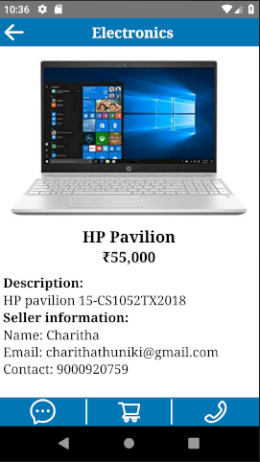 10:36
Electronics
HP Pavilion
₹55,000
Description:
HP pavilion 15-CS1052TX2018
Seller information:
Name: Charitha
Email: charithathuniki@gmail.com
Contact: 9000920759